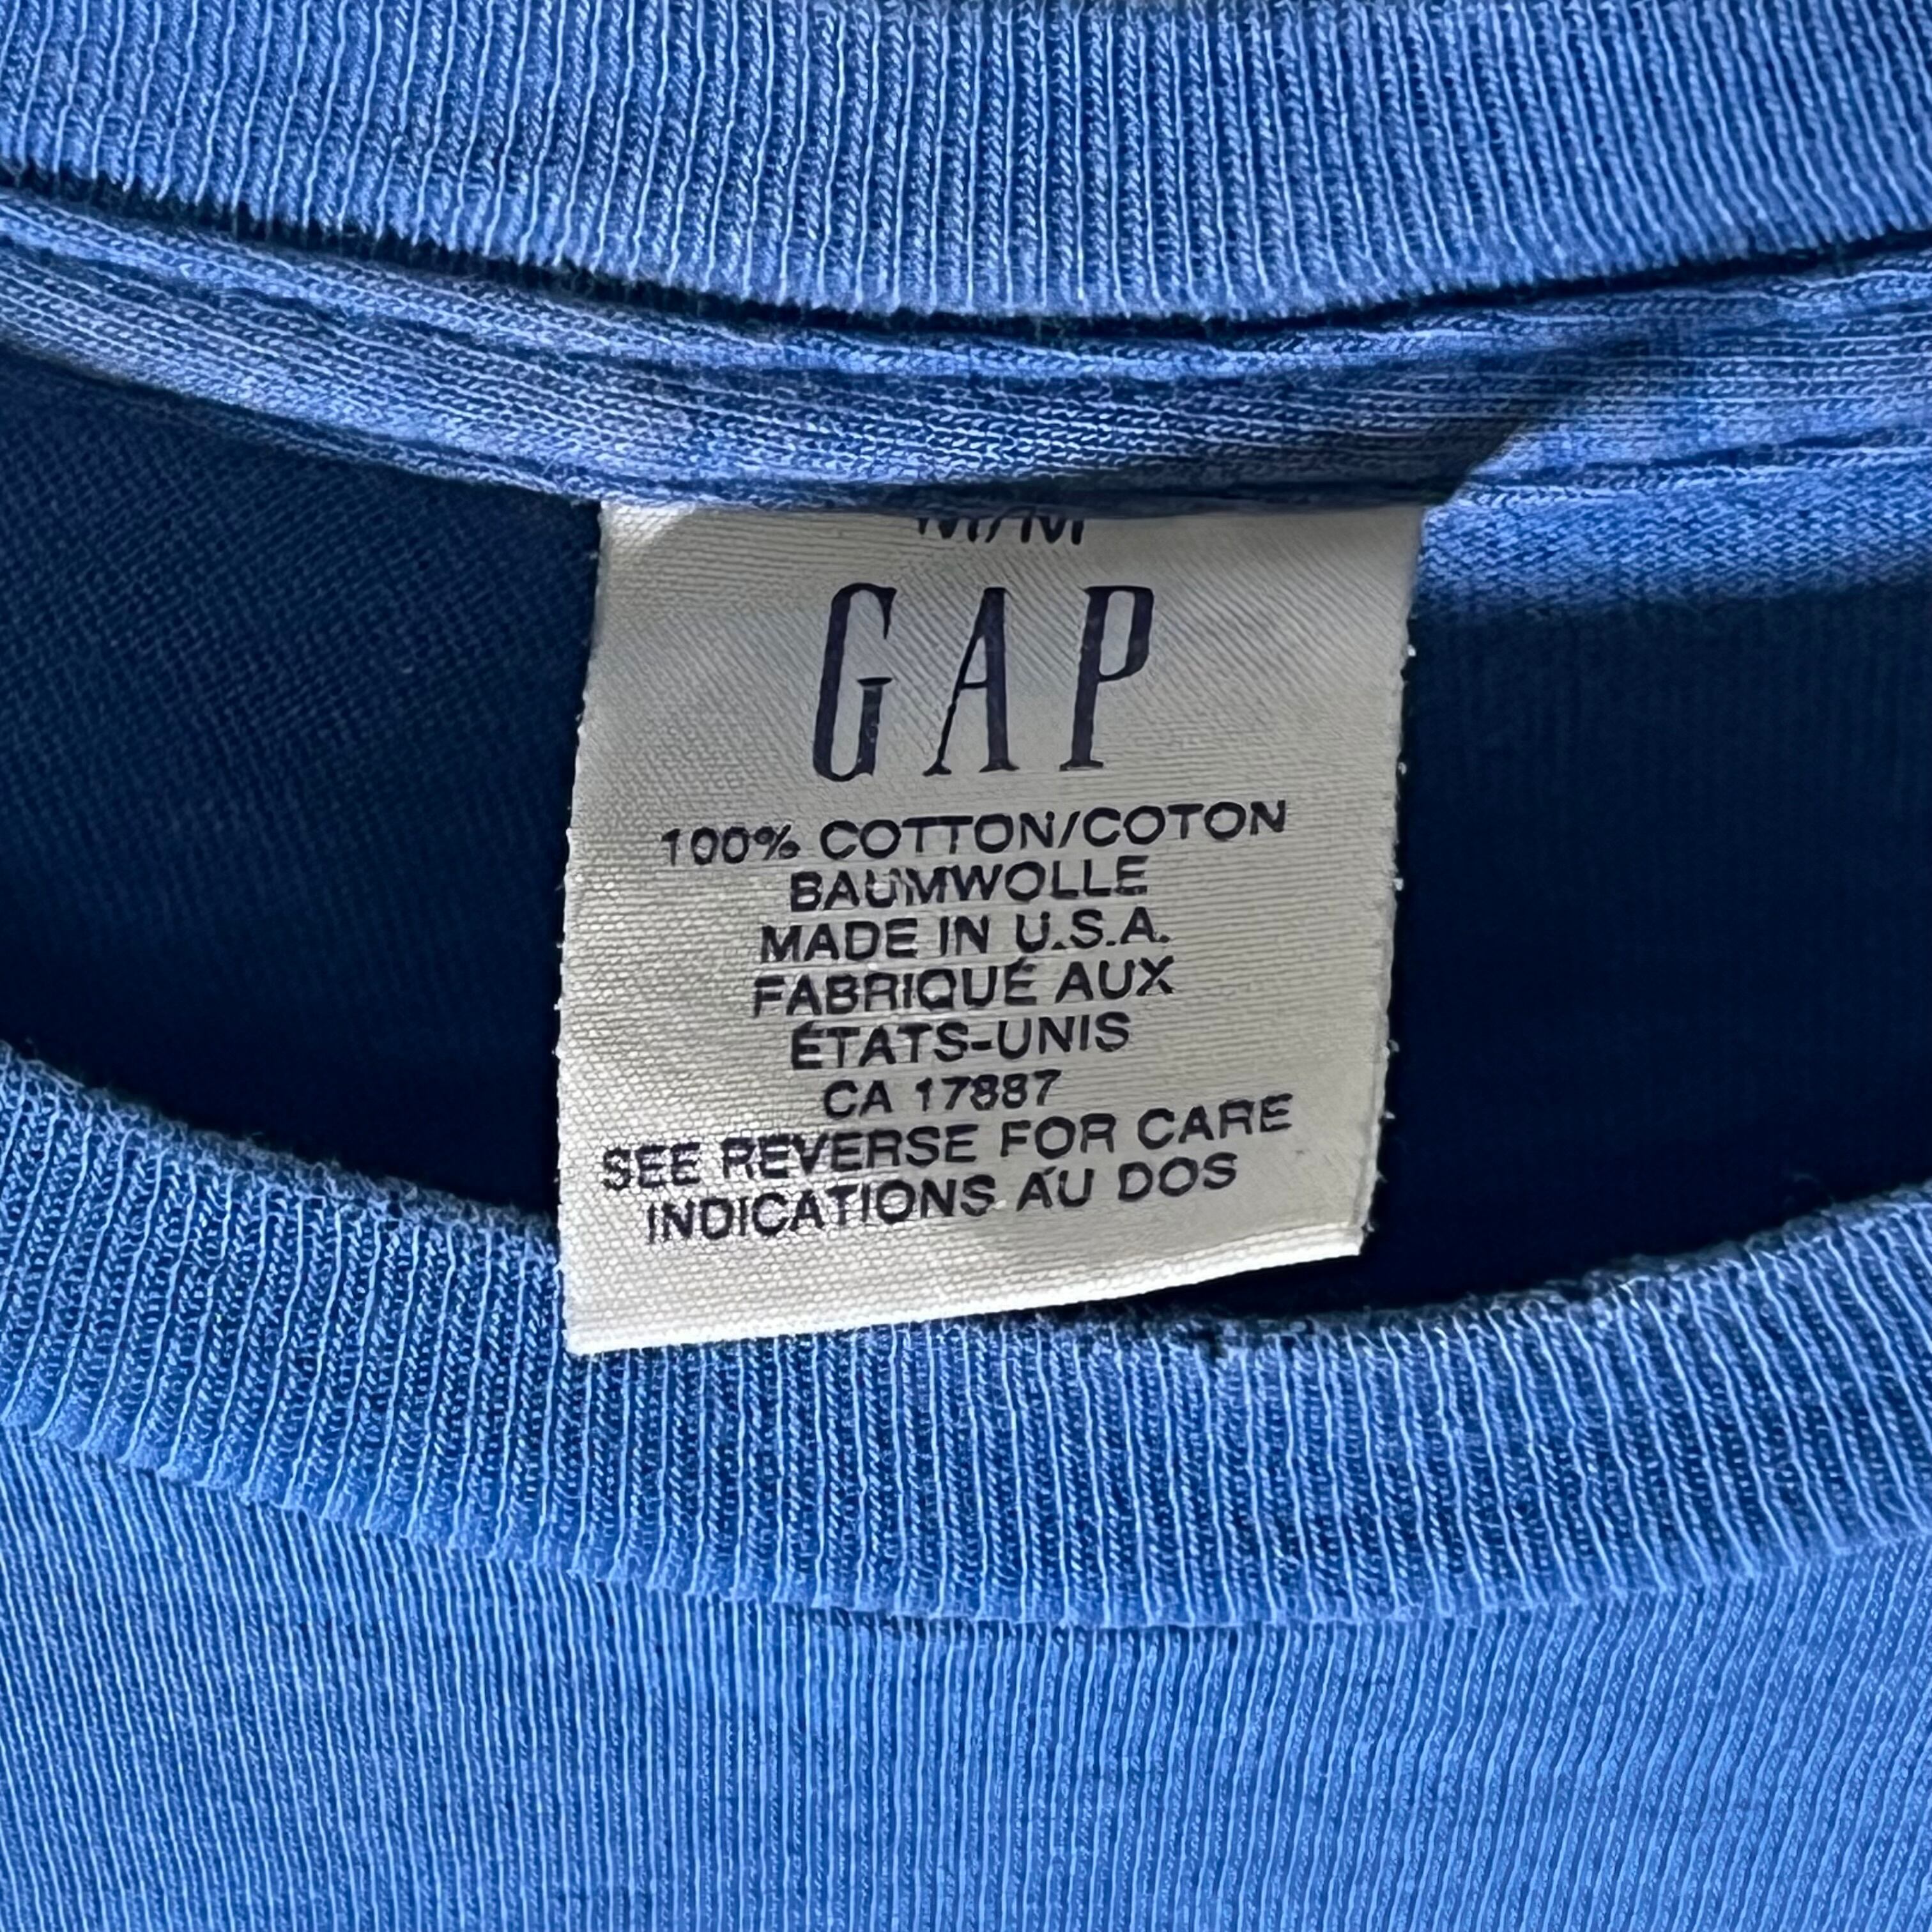 M/M
GAP
100% COTTON/COTON
BAUMWOLLE
MADE IN U.S.A.
FABRIQUÉ AUX
ÉTATS-UNIS
CA 17887
SEE REVERSE FOR CARE
INDICATIONS AU DOS